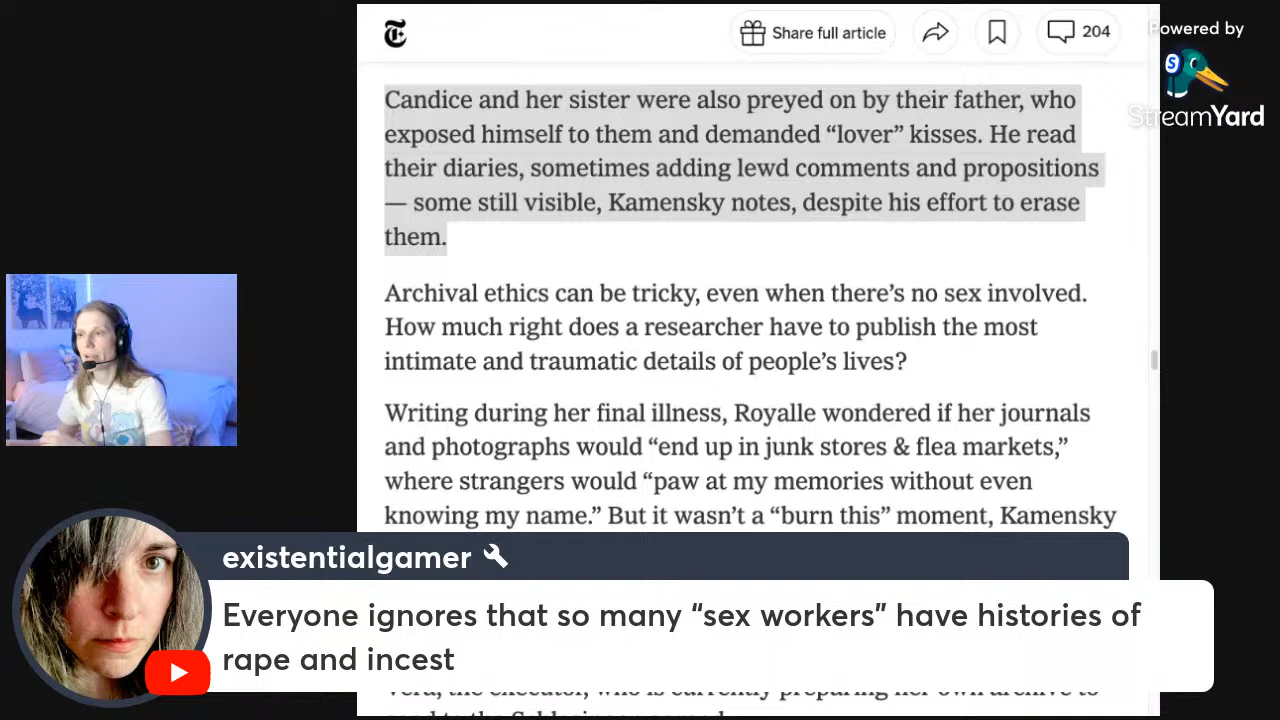 Share full article
204
Powered by
StreamYard
Candice and her sister were also preyed on by their father, who
exposed himself to them and demanded “lover” kisses. He read
their diaries, sometimes adding lewd comments and propositions
— some still visible, Kamensky notes, despite his effort to erase
them.
Archival ethics can be tricky, even when there’s no sex involved.
How much right does a researcher have to publish the most
intimate and traumatic details of people’s lives?
Writing during her final illness, Royalle wondered if her journals
and photographs would “end up in junk stores & flea markets,”
where strangers would “paw at my memories without even
knowing my name.” But it wasn’t a “burn this” moment, Kamensky
existentialgamer
Everyone ignores that so many “sex workers” have histories of
rape and incest